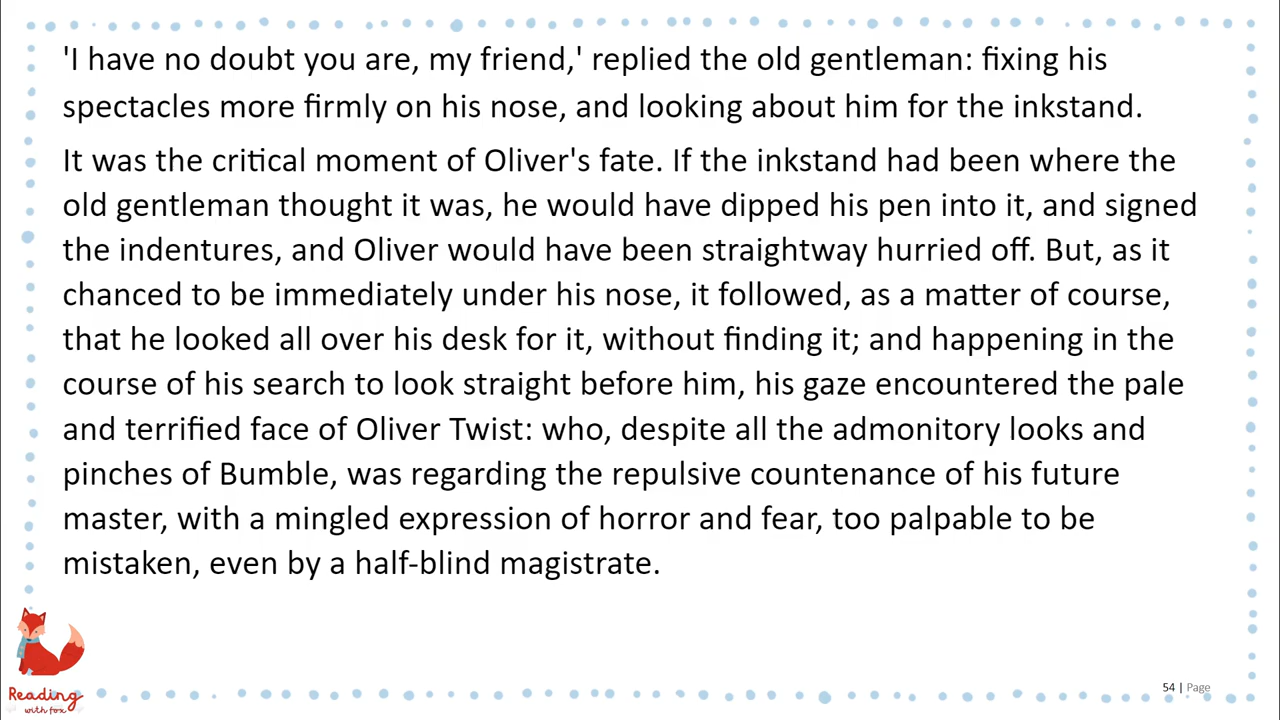 'I have no doubt you are, my friend,' replied the old gentleman: fixing his
spectacles more firmly on his nose, and looking about him for the inkstand.
It was the critical moment of Oliver's fate. If the inkstand had been where the
old gentleman thought it was, he would have dipped his pen into it, and signed
the indentures, and Oliver would have been straightway hurried off. But, as it
chanced to be immediately under his nose, it followed, as a matter of course,
that he looked all over his desk for it, without finding it; and happening in the
course of his search to look straight before him, his gaze encountered the pale
and terrified face of Oliver Twist: who, despite all the admonitory looks and
pinches of Bumble, was regarding the repulsive countenance of his future
master, with a mingled expression of horror and fear, too palpable to be
mistaken, even by a half-blind magistrate.
Reading
with fox
54 | Page